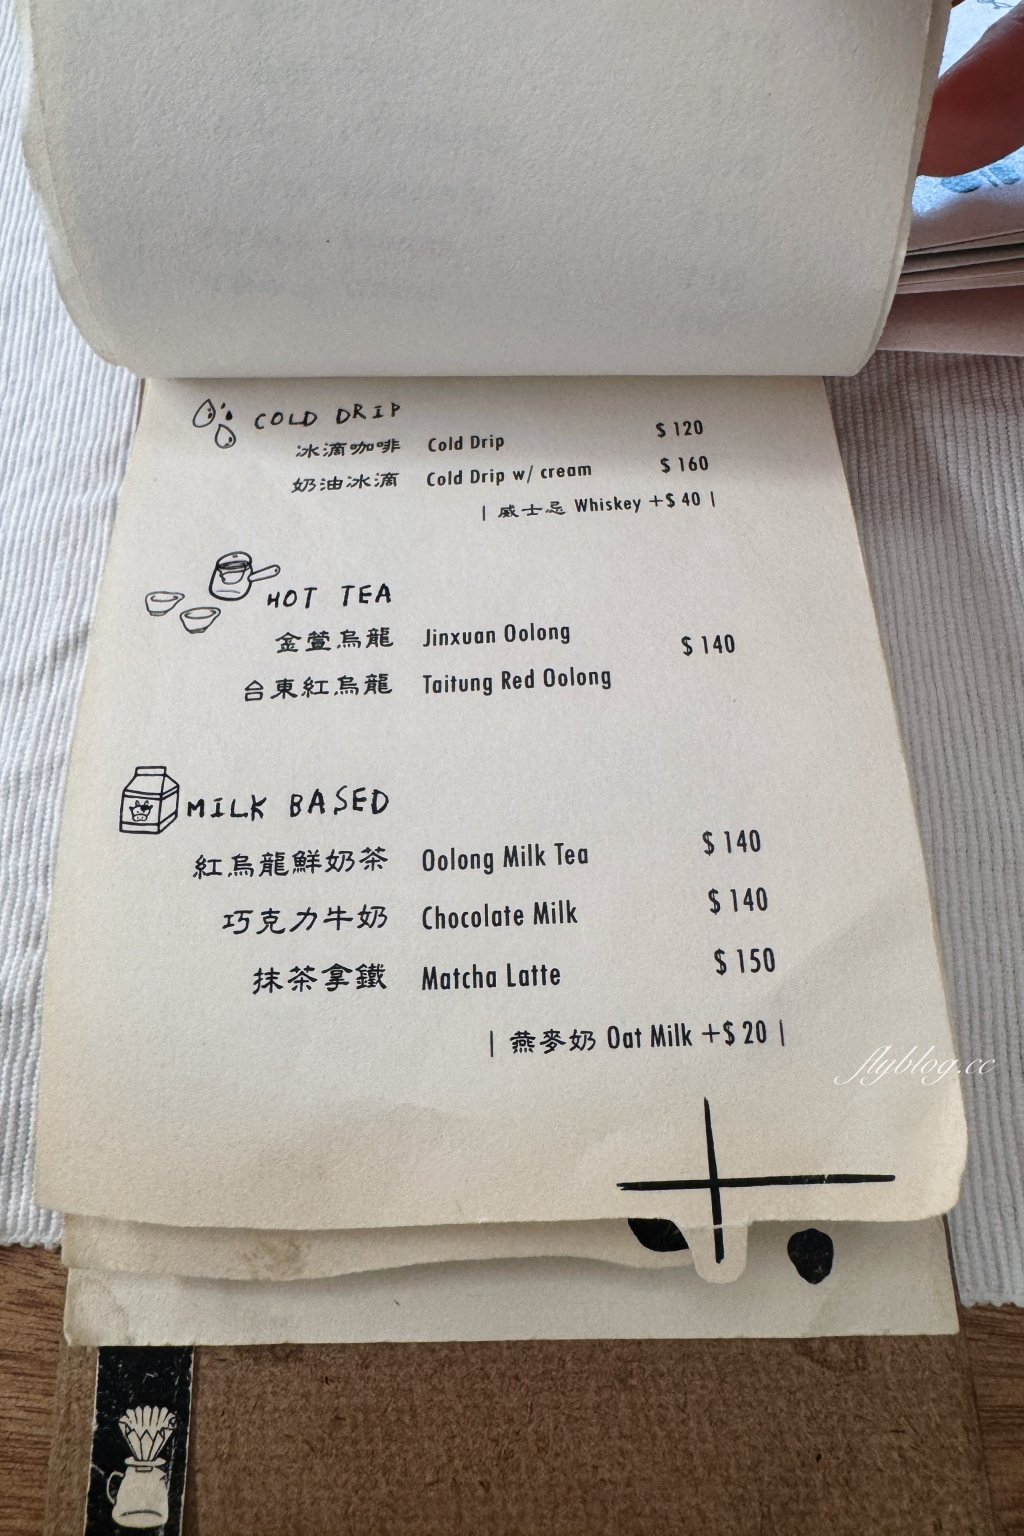 COLD DRIP
冰滴咖啡 Cold Drip $ 120
奶油冰滴 Cold Drip w/ cream $ 160
| 威士忌 Whiskey +$ 40 |
HOT TEA
金萱烏龍 Jinxuan Oolong
$ 140
台東紅烏龍 Taitung Red Oolong
MILK BASED
紅烏龍鮮奶茶 Oolong Milk Tea $ 140
巧克力牛奶 Chocolate Milk $ 140
抹茶拿鐵 Matcha Latte $ 150
| 燕麥奶 Oat Milk +$ 20 |
flyblog.cc